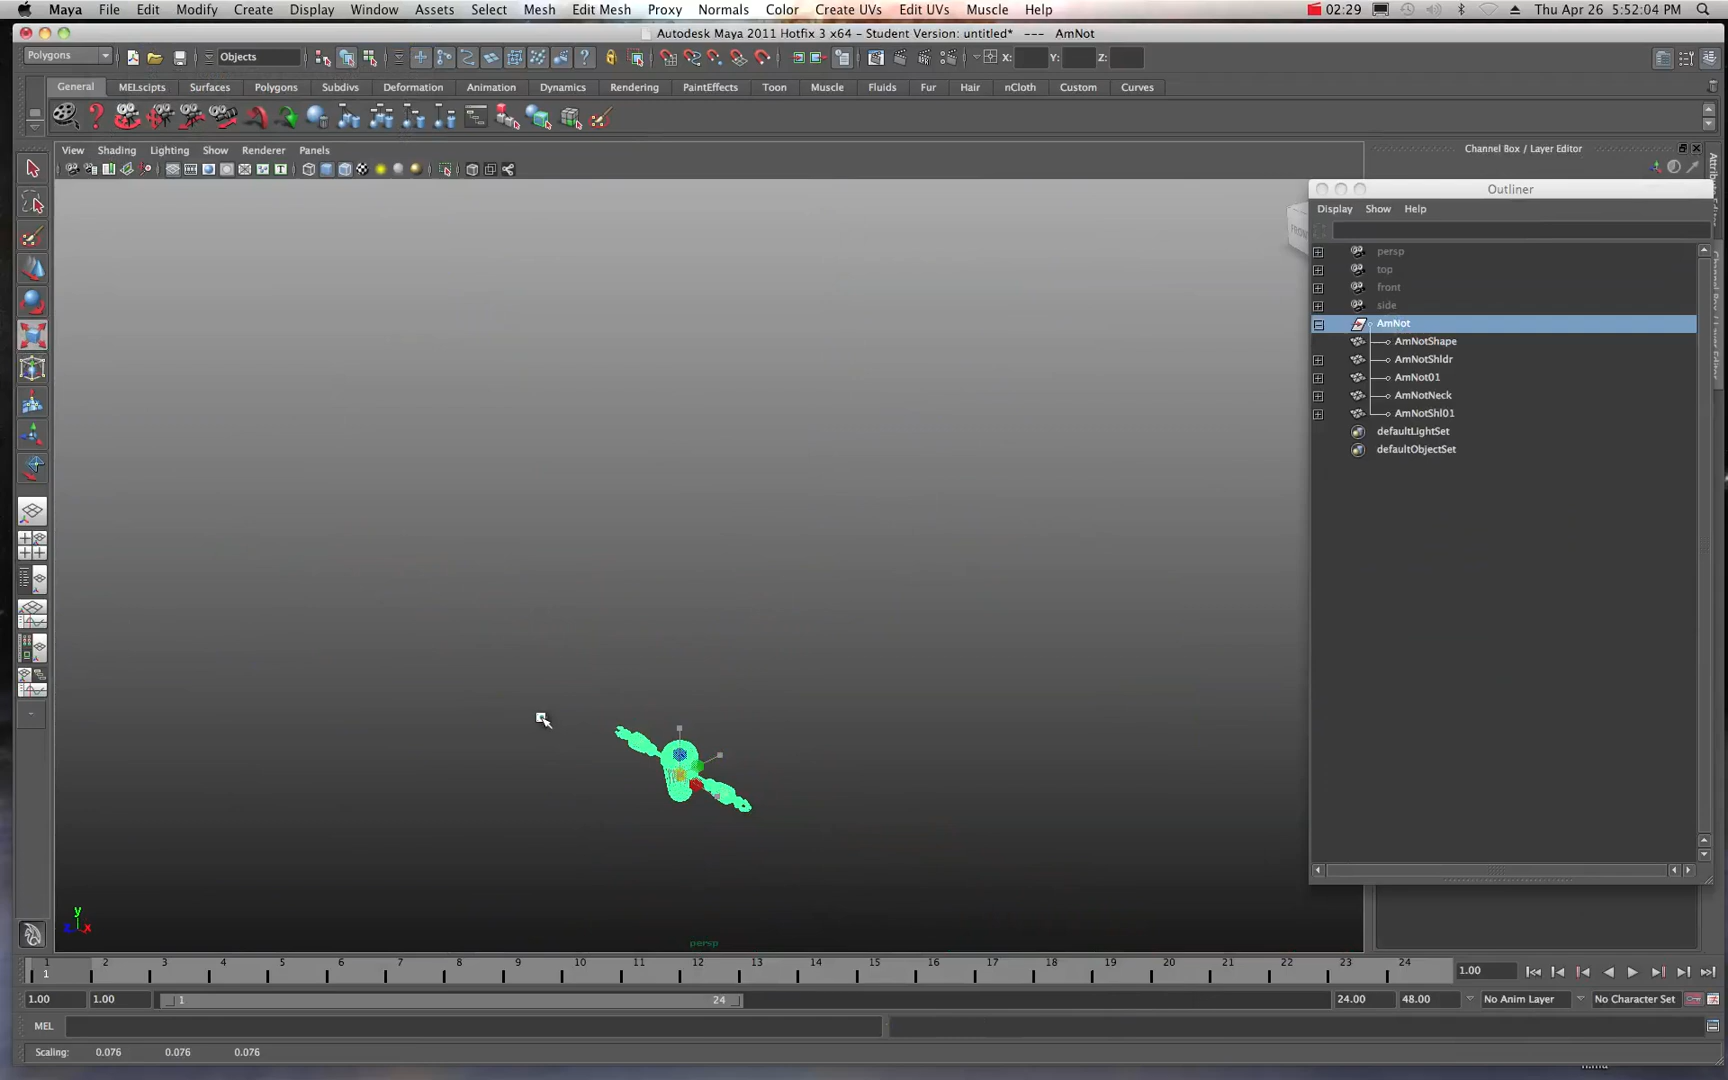 Maya File Edit Modify Create Display Window Assets Select Mesh Edit Mesh Proxy Normals Color Create UVs Edit UVs Muscle Help 02:29 Thu Apr 26 5:52:04 PM
Autodesk Maya 2011 Hotfix 3 x64 - Student Version: untitled* --- AmNot
Polygons Objects X: Y: Z:
General MELscipts Surfaces Polygons Subdivs Deformation Animation Dynamics Rendering PaintEffects Toon Muscle Fluids Fur Hair nCloth Custom Curves
View Shading Lighting Show Renderer Panels
Channel Box / Layer Editor
Outliner
Display Show Help
persp
top
front
side
AmNot
AmNotShape
AmNotShldr
AmNot01
AmNotNeck
AmNotShl01
defaultLightSet
defaultObjectSet
y
x
persp
1 2 3 4 5 6 7 8 9 10 11 12 13 14 15 16 17 18 19 20 21 22 23 24
1 1.00
1.00 1.00 1 24 24.00 48.00 No Anim Layer No Character Set
MEL
Scaling: 0.076 0.076 0.076